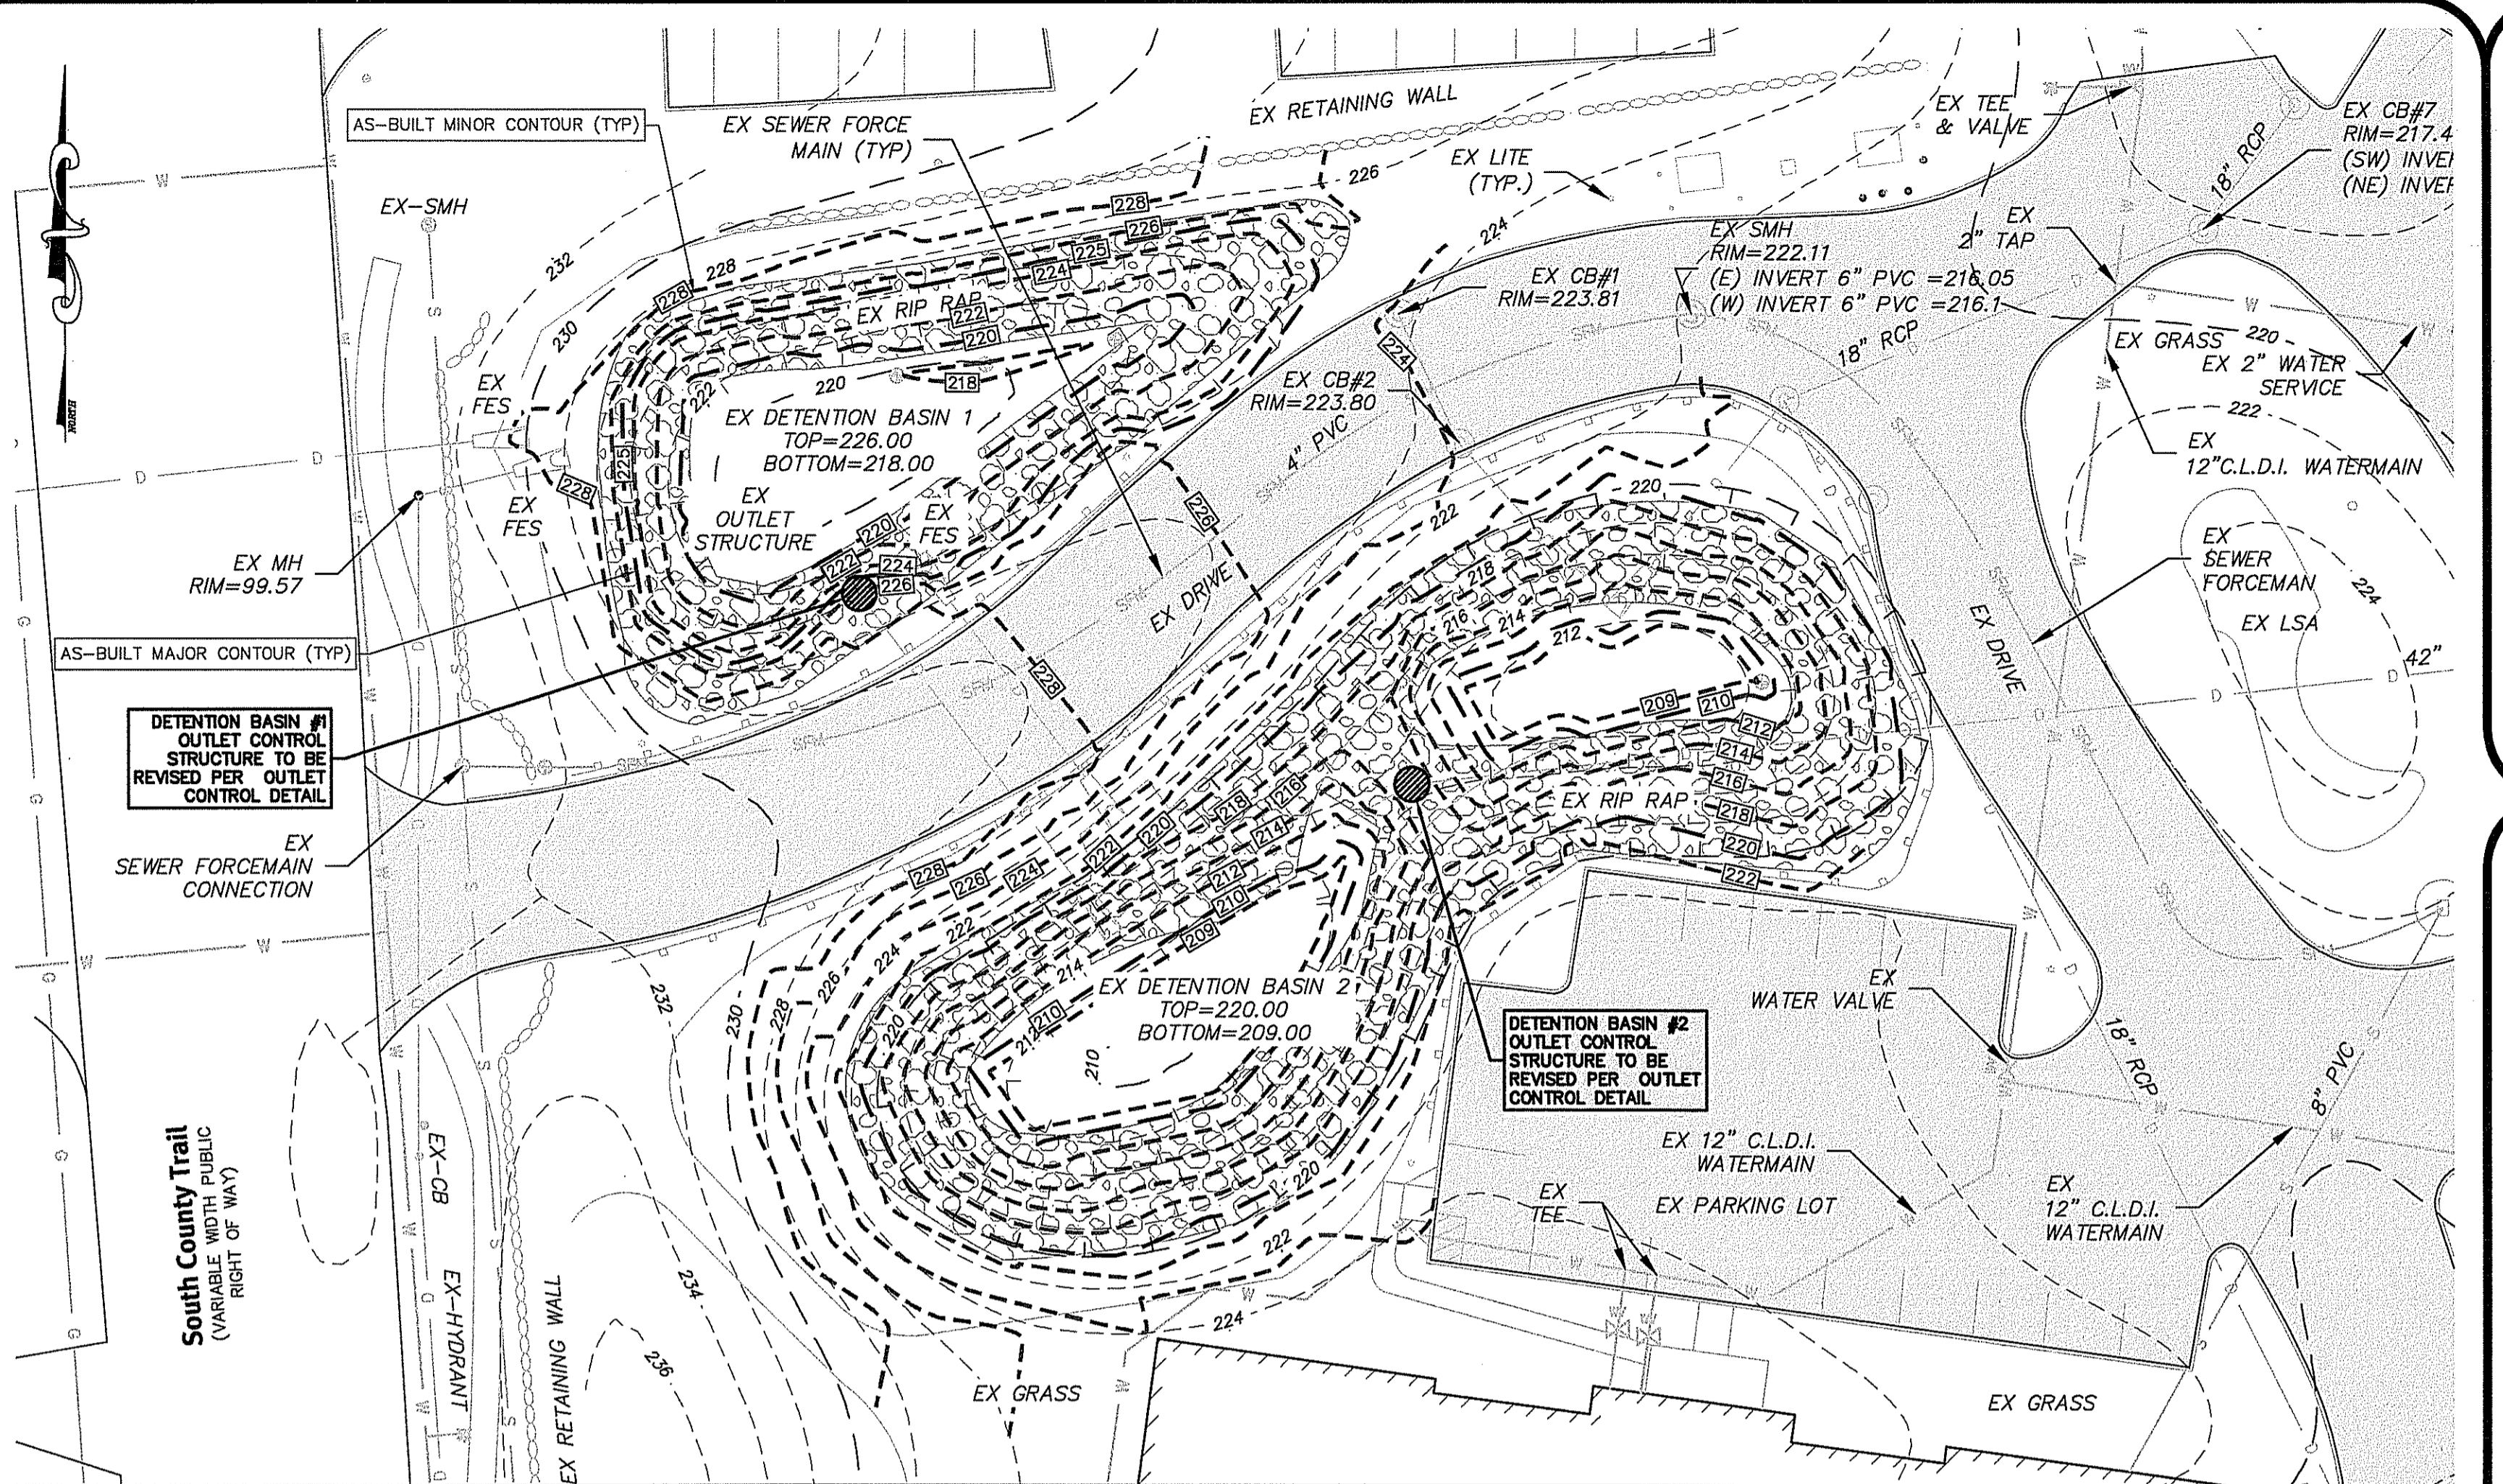 AS-BUILT MINOR CONTOUR (TYP)
EX SEWER FORCE
MAIN (TYP)
EX RETAINING WALL
EX LITE
(TYP.)
EX TEE
& VALVE
EX CB#7
RIM=217.4
(SW) INVER
(NE) INVER
18" RCP
EX-SMH
EX
2" TAP
EX SMH
RIM=222.11
(E) INVERT 6" PVC =216.05
(W) INVERT 6" PVC =216.1
EX CB#1
RIM=223.81
18" RCP
EX CB#2
RIM=223.80
4" PVC
EX GRASS
EX 2" WATER
SERVICE
EX
12"C.L.D.I. WATERMAIN
232
230
228
228
228
226
225
224
222
220
218
226
224
224
220
222
NORTH
EX
FES
EX RIP RAP
220
222
225
228
EX DETENTION BASIN 1
TOP=226.00
BOTTOM=218.00
EX
FES
EX
OUTLET
STRUCTURE
EX
FES
220
222
224
226
226
228
EX MH
RIM=99.57
AS-BUILT MAJOR CONTOUR (TYP)
DETENTION BASIN #1
OUTLET CONTROL
STRUCTURE TO BE
REVISED PER OUTLET
CONTROL DETAIL
EX
SEWER FORCEMAIN
CONNECTION
EX DRIVE
EX DRIVE
EX
SEWER
FORCEMAN
EX LSA
224
42"
222
220
218
216
214
212
209
210
212
214
216
218
220
222
EX RIP RAP
228
226
224
222
220
218
216
214
212
210
209
222
224
226
228
230
232
220
214
210
212
210
EX DETENTION BASIN 2
TOP=220.00
BOTTOM=209.00
DETENTION BASIN #2
OUTLET CONTROL
STRUCTURE TO BE
REVISED PER OUTLET
CONTROL DETAIL
EX
WATER VALVE
18" RCP
8" PVC
EX 12" C.L.D.I.
WATERMAIN
EX
TEE
EX PARKING LOT
EX
12" C.L.D.I.
WATERMAIN
220
222
224
234
236
South County Trail
(VARIABLE WIDTH PUBLIC
RIGHT OF WAY)
EX-CB
EX-HYDRANT
EX RETAINING WALL
EX GRASS
EX GRASS